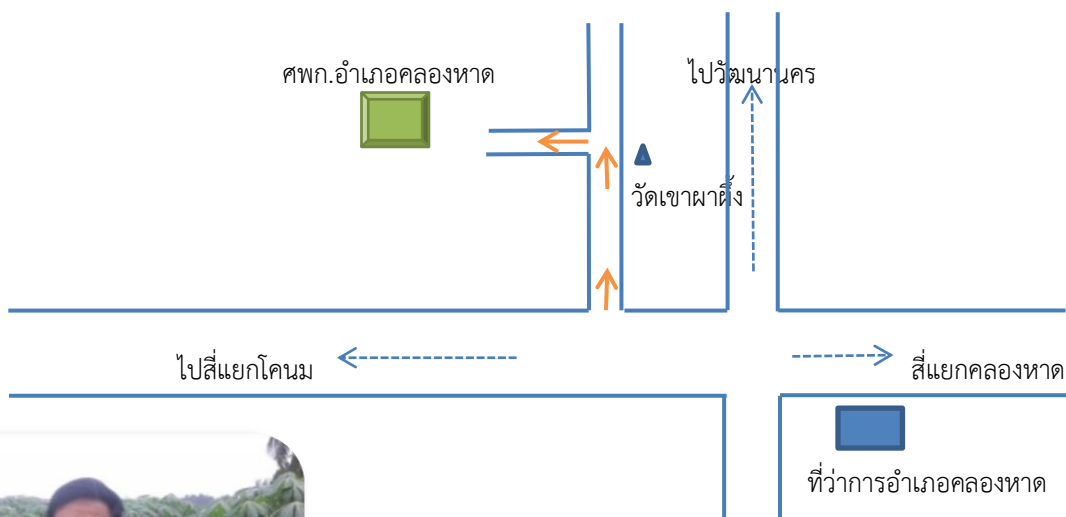 ศพก.อำเภอคลองหาด
ไปวัฒนานคร
วัดเขาผาผึ้ง
ไปสี่แยกโคนม
สี่แยกคลองหาด
ที่ว่าการอำเภอคลองหาด